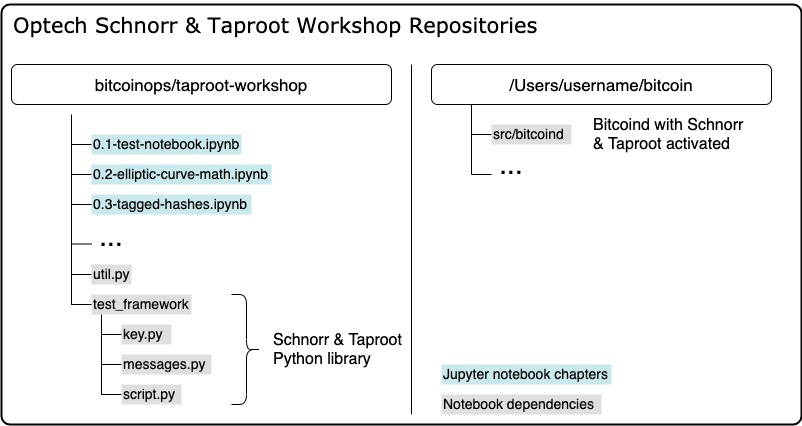 Optech Schnorr & Taproot Workshop Repositories
bitcoinops/taproot-workshop
0.1-test-notebook.ipynb
0.2-elliptic-curve-math.ipynb
0.3-tagged-hashes.ipynb
...
util.py
test_framework
key.py
messages.py
script.py
Schnorr & Taproot
Python library
/Users/username/bitcoin
src/bitcoind
Bitcoind with Schnorr
& Taproot activated
...
Jupyter notebook chapters
Notebook dependencies